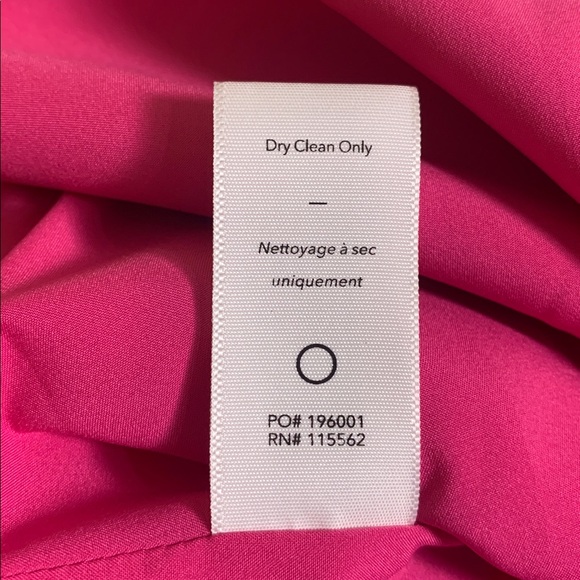 Dry Clean Only
—
Nettoyage à sec
uniquement
PO# 196001
RN# 115562